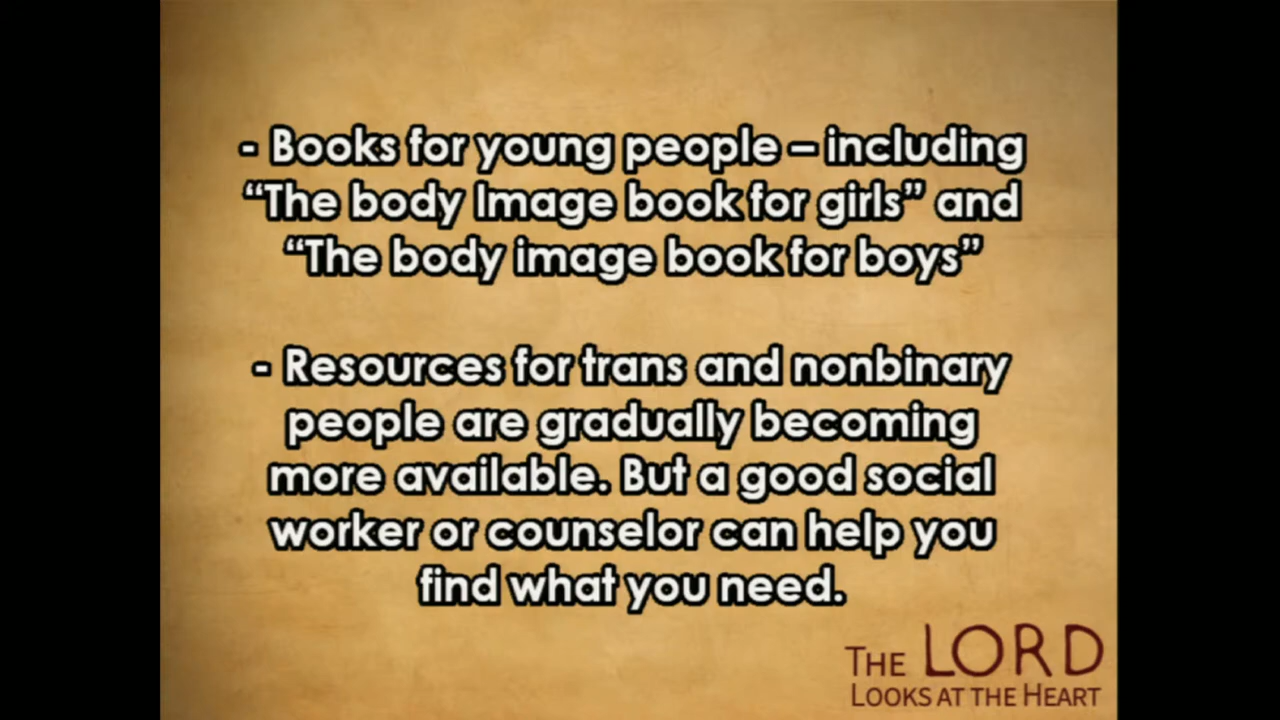 - Books for young people – including
“The body Image book for girls” and
“The body image book for boys”
- Resources for trans and nonbinary
people are gradually becoming
more available. But a good social
worker or counselor can help you
find what you need.
THE LORD
LOOKS AT THE HEART